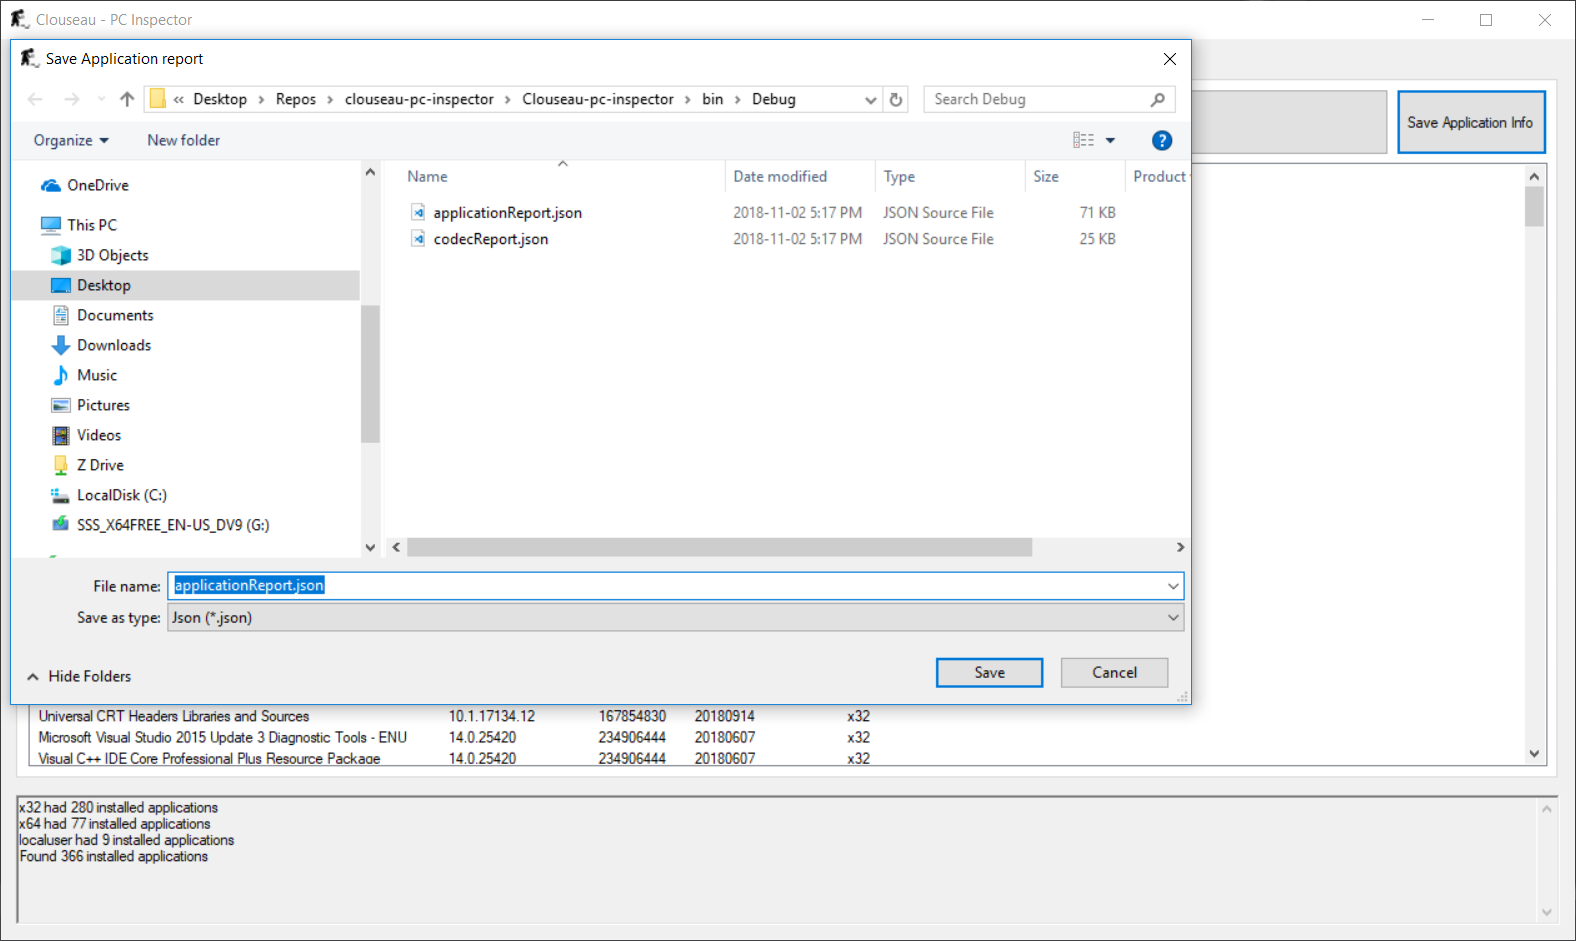 Clouseau - PC Inspector
Save Application report
« Desktop › Repos › clouseau-pc-inspector › Clouseau-pc-inspector › bin › Debug
Search Debug
Save Application Info
Organize
New folder
?
OneDrive
This PC
3D Objects
Desktop
Documents
Downloads
Music
Pictures
Videos
Z Drive
LocalDisk (C:)
SSS_X64FREE_EN-US_DV9 (G:)
Name Date modified Type Size Product
applicationReport.json 2018-11-02 5:17 PM JSON Source File 71 KB
codecReport.json 2018-11-02 5:17 PM JSON Source File 25 KB
File name: applicationReport.json
Save as type: Json (*.json)
Hide Folders
Save
Cancel
Universal CRT Headers Libraries and Sources 10.1.17134.12 167854830 20180914 x32
Microsoft Visual Studio 2015 Update 3 Diagnostic Tools - ENU 14.0.25420 234906444 20180607 x32
Visual C++ IDE Core Professional Plus Resource Package 14.0.25420 234906444 20180607 x32
x32 had 280 installed applications
x64 had 77 installed applications
localuser had 9 installed applications
Found 366 installed applications